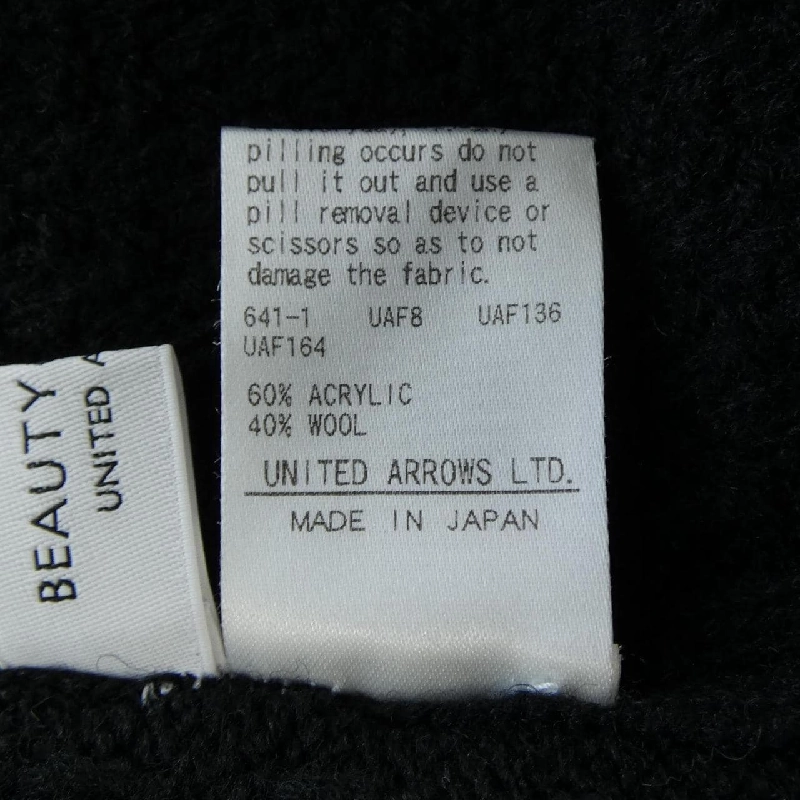 pilling occurs do not
pull it out and use a
pill removal device or
scissors so as to not
damage the fabric.
641-1 UAF8 UAF136
UAF164
60% ACRYLIC
40% WOOL
UNITED ARROWS LTD.
MADE IN JAPAN
BEAUTY
UNITED A